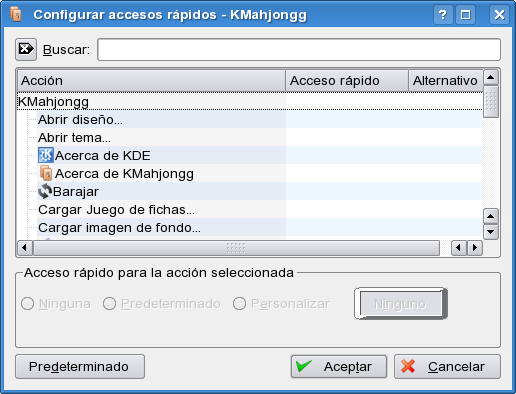 Configurar accesos rápidos - KMahjongg
Buscar:
Acción Acceso rápido Alternativo
KMahjongg
Abrir diseño...
Abrir tema...
Acerca de KDE
Acerca de KMahjongg
Barajar
Cargar Juego de fichas...
Cargar imagen de fondo...
Acceso rápido para la acción seleccionada
Ninguna Predeterminado Personalizar Ninguno
Predeterminado Aceptar Cancelar